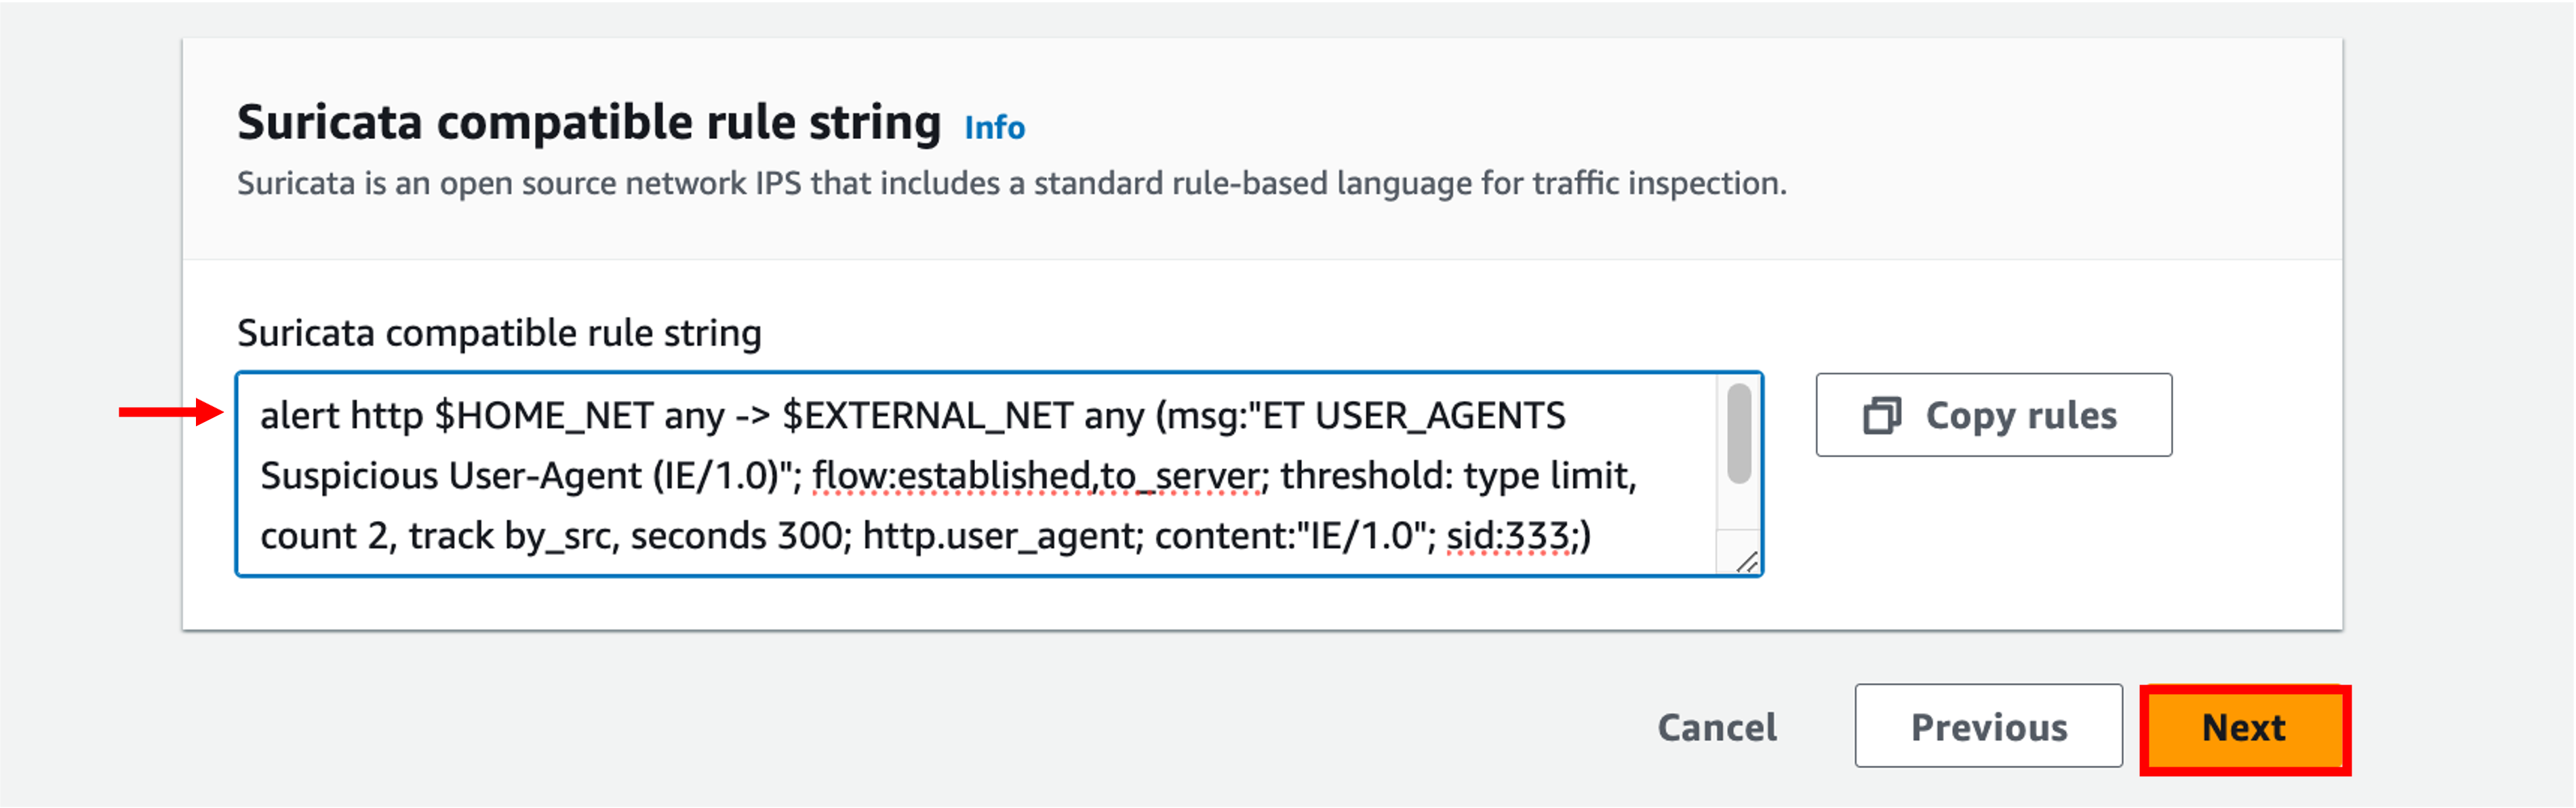 Suricata compatible rule string Info
Suricata is an open source network IPS that includes a standard rule-based language for traffic inspection.
Suricata compatible rule string
alert http $HOME_NET any -> $EXTERNAL_NET any (msg:"ET USER_AGENTS
Suspicious User-Agent (IE/1.0)"; flow:established,to_server; threshold: type limit,
count 2, track by_src, seconds 300; http.user_agent; content:"IE/1.0"; sid:333;)
Copy rules
Cancel
Previous
Next